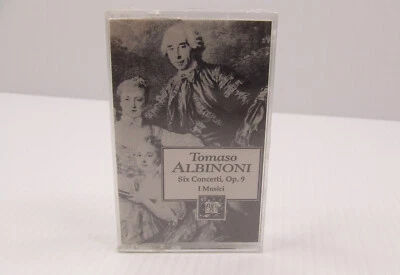 Tomaso
ALBINONI
Six Concerti, Op. 9
I Musici